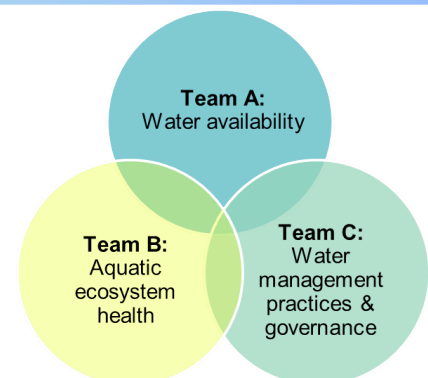 Team A:
Water availability
Team B:
Aquatic
ecosystem
health
Team C:
Water
management
practices &
governance